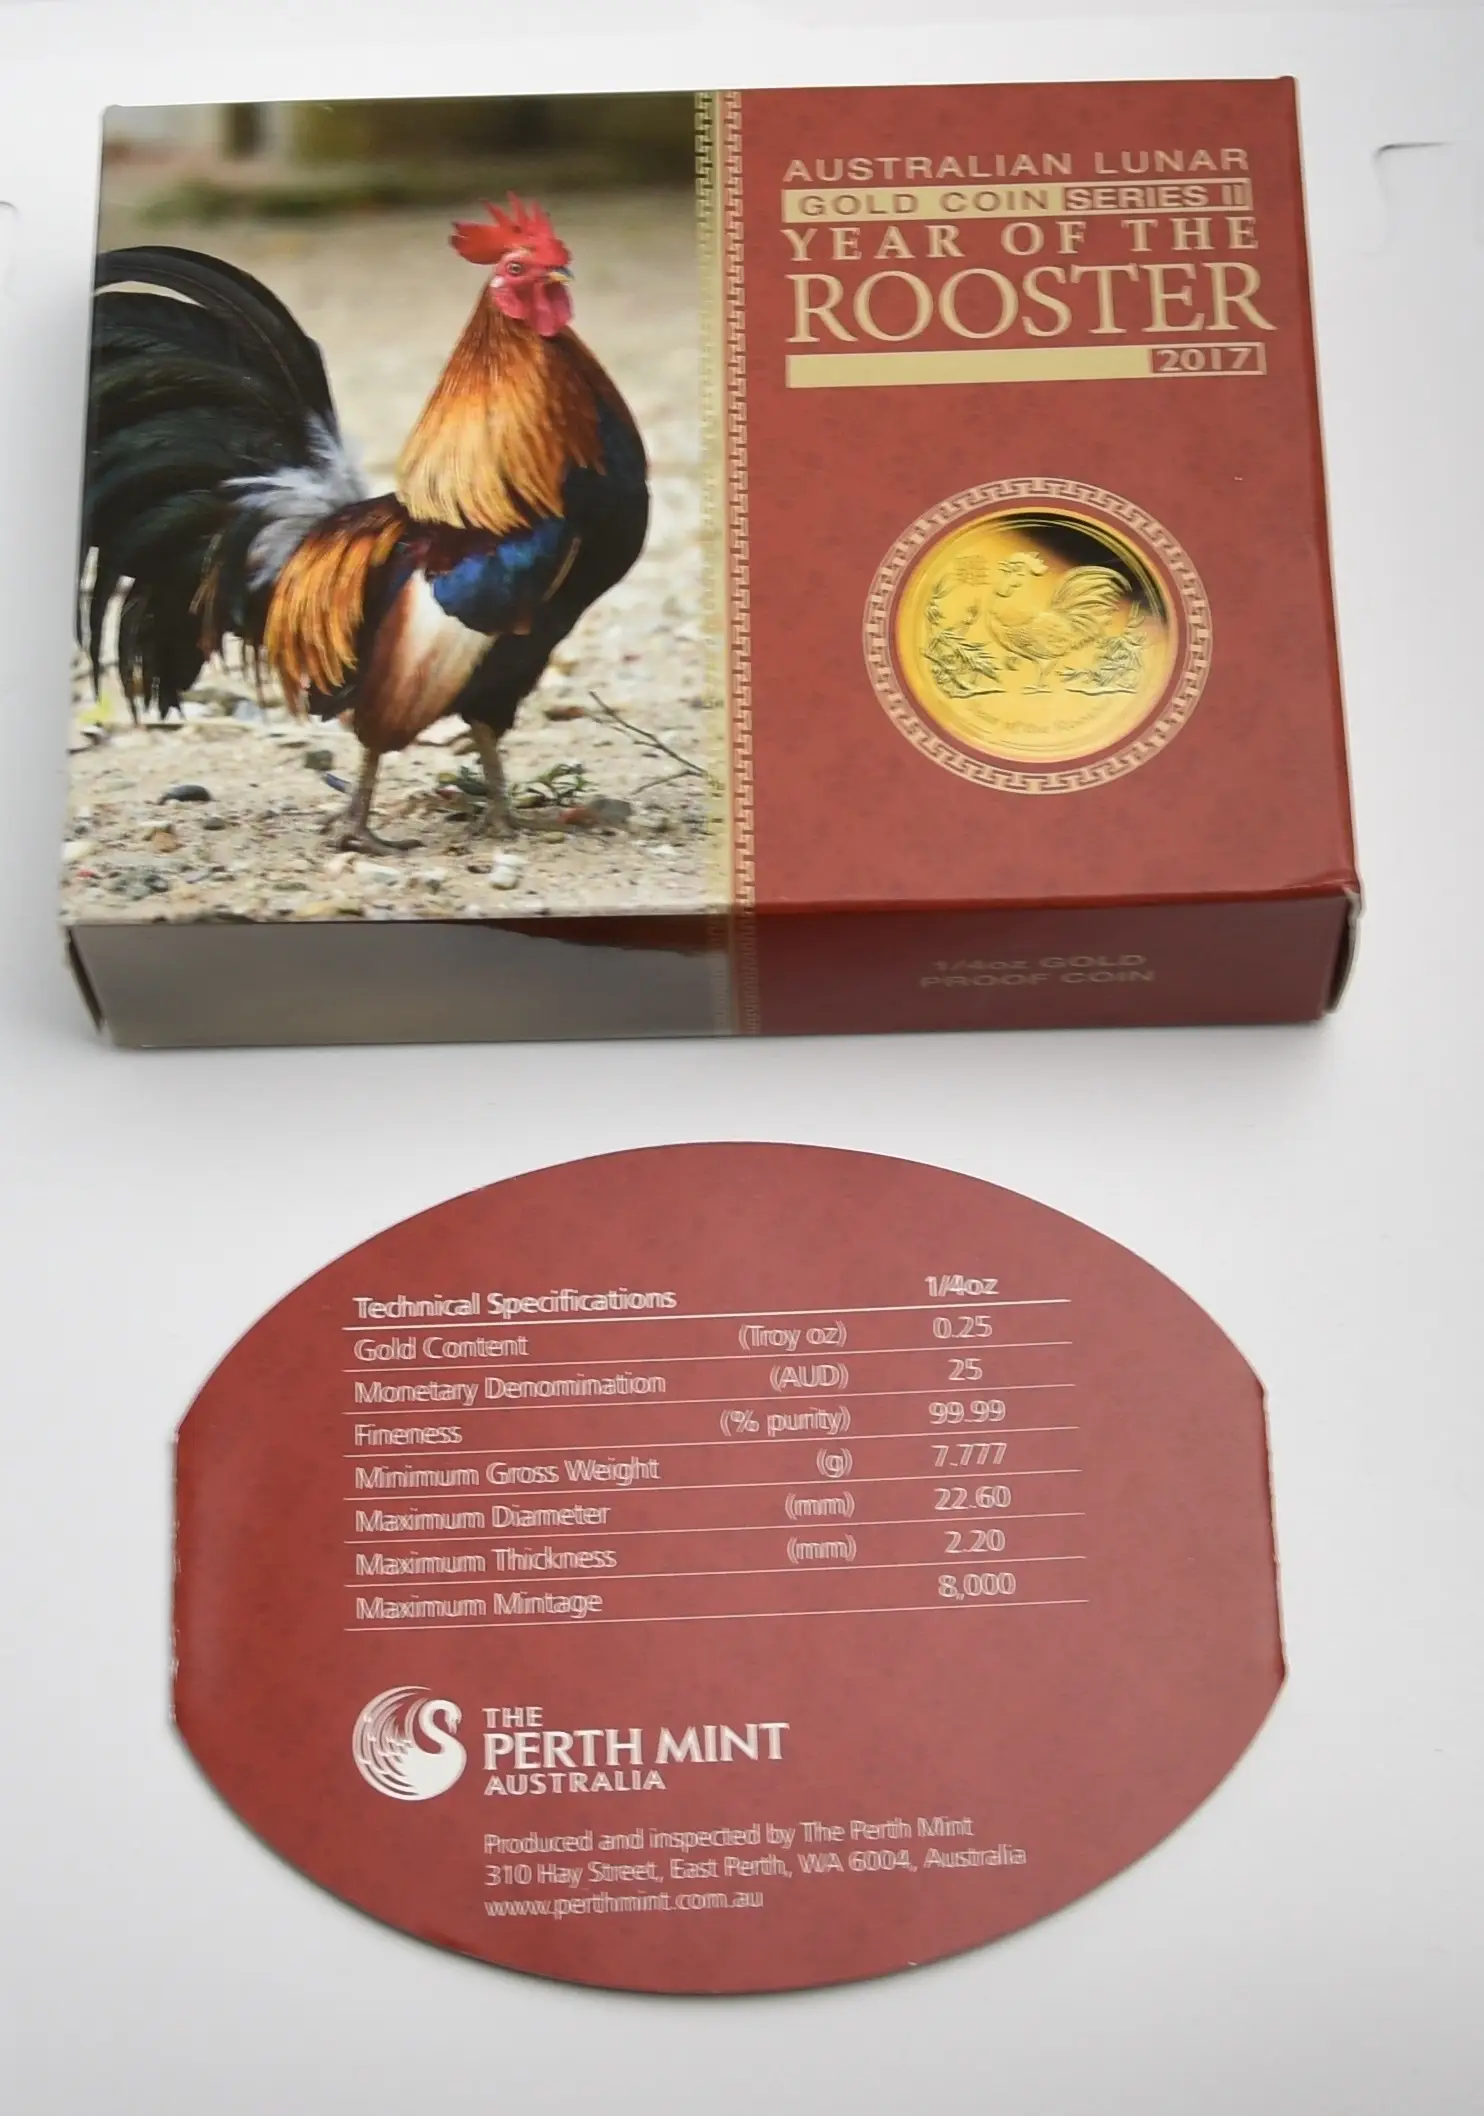 AUSTRALIAN LUNAR
GOLD COIN SERIES II
YEAR OF THE
ROOSTER
2017
Year of the Rooster
1/4oz GOLD
PROOF COIN
Technical Specifications 1/4oz
Gold Content (Troy oz) 0.25
Monetary Denomination (AUD) 25
Fineness (% purity) 99.99
Minimum Gross Weight (g) 7.777
Maximum Diameter (mm) 22.60
Maximum Thickness (mm) 2.20
Maximum Mintage 8,000
THE
PERTH MINT
AUSTRALIA
Produced and inspected by The Perth Mint
310 Hay Street, East Perth, WA 6004, Australia
www.perthmint.com.au